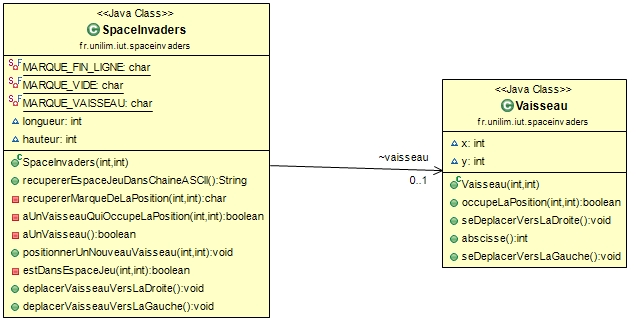 <<Java Class>>
SpaceInvaders
fr.unilim.iut.spaceinvaders
MARQUE_FIN_LIGNE: char
MARQUE_VIDE: char
MARQUE_VAISSEAU: char
longueur: int
hauteur: int
SpaceInvaders(int,int)
recupererEspaceJeuDansChaineASCII():String
recupererMarqueDeLaPosition(int,int):char
aUnVaisseauQuiOccupeLaPosition(int,int):boolean
aUnVaisseau():boolean
positionnerUnNouveauVaisseau(int,int):void
estDansEspaceJeu(int,int):boolean
deplacerVaisseauVersLaDroite():void
deplacerVaisseauVersLaGauche():void
~vaisseau
0..1
<<Java Class>>
Vaisseau
fr.unilim.iut.spaceinvaders
x: int
y: int
Vaisseau(int,int)
occupeLaPosition(int,int):boolean
seDeplacerVersLaDroite():void
abscisse():int
seDeplacerVersLaGauche():void